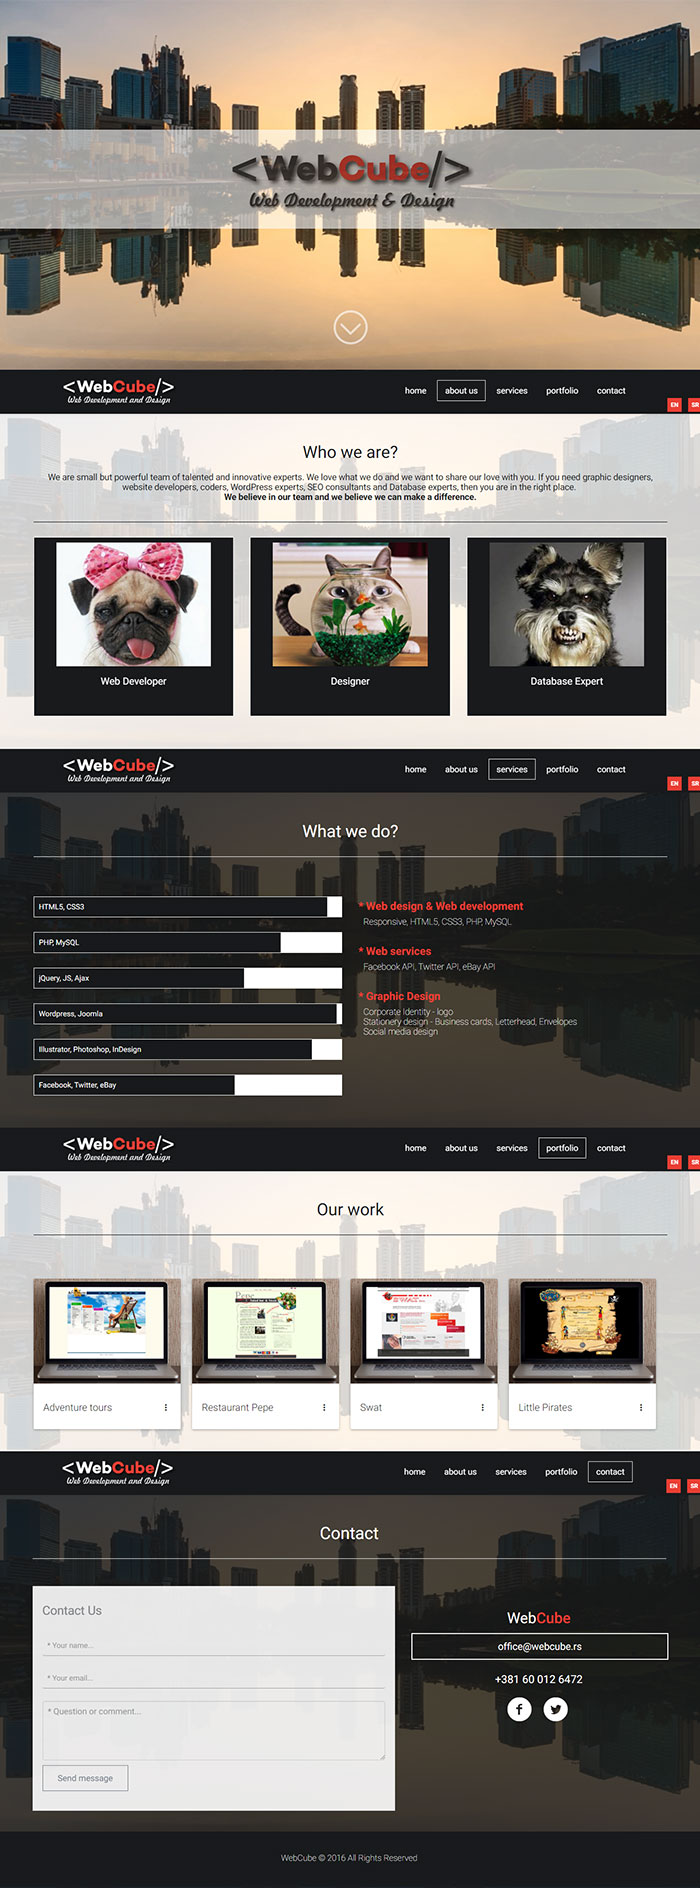 <WebCube/>
Web Development & Design
<WebCube/>
Web Development and Design
home about us services portfolio contact
EN SR
Who we are?
We are small but powerful team of talented and innovative experts. We love what we do and we want to share our love with you. If you need graphic designers,
website developers, coders, WordPress experts, SEO consultants and Database experts, then you are in the right place.
We believe in our team and we believe we can make a difference.
Web Developer
Designer
Database Expert
<WebCube/>
Web Development and Design
home about us services portfolio contact
EN SR
What we do?
HTML5, CSS3
PHP, MySQL
jQuery, JS, Ajax
Wordpress, Joomla
Illustrator, Photoshop, InDesign
Facebook, Twitter, eBay
* Web design & Web development
Responsive, HTML5, CSS3, PHP, MySQL
* Web services
Facebook API, Twitter API, eBay API
* Graphic Design
Corporate Identity - logo
Stationery design - Business cards, Letterhead, Envelopes
Social media design
<WebCube/>
Web Development and Design
home about us services portfolio contact
EN SR
Our work
Pepe
SWAT
Adventure tours
Restaurant Pepe
Swat
Little Pirates
<WebCube/>
Web Development and Design
home about us services portfolio contact
EN SR
Contact
Contact Us
* Your name...
* Your email...
* Question or comment...
Send message
WebCube
office@webcube.rs
+381 60 012 6472
WebCube © 2016 All Rights Reserved